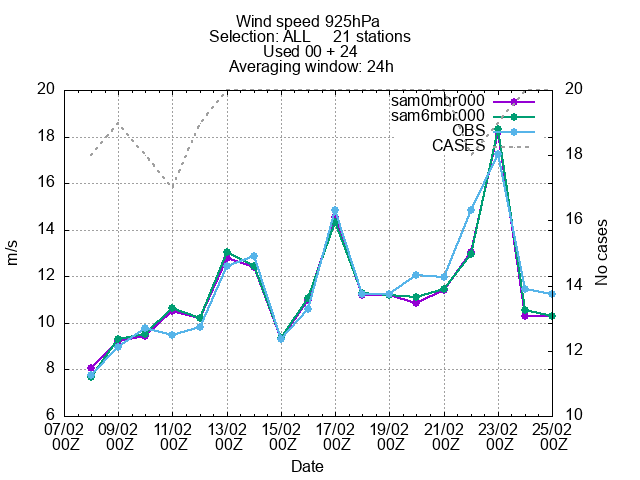 Wind speed 925hPa
Selection: ALL 21 stations
Used 00 + 24
Averaging window: 24h
sam0mbr000
sam6mbr000
OBS
CASES
20
18
16
14
12
10
8
6
20
18
16
14
12
10
m/s
No cases
07/02 09/02 11/02 13/02 15/02 17/02 19/02 21/02 23/02 25/02
00Z 00Z 00Z 00Z 00Z 00Z 00Z 00Z 00Z 00Z
Date